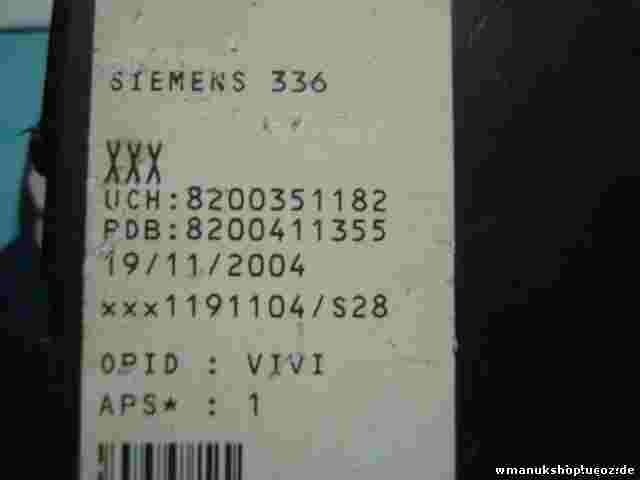 SIEMENS 336
XXX
UCH:8200351182
PDB:8200411355
19/11/2004
xxx1191104/S28
OPID : VIVI
APS* : 1
wmanukshop.ucoz.de